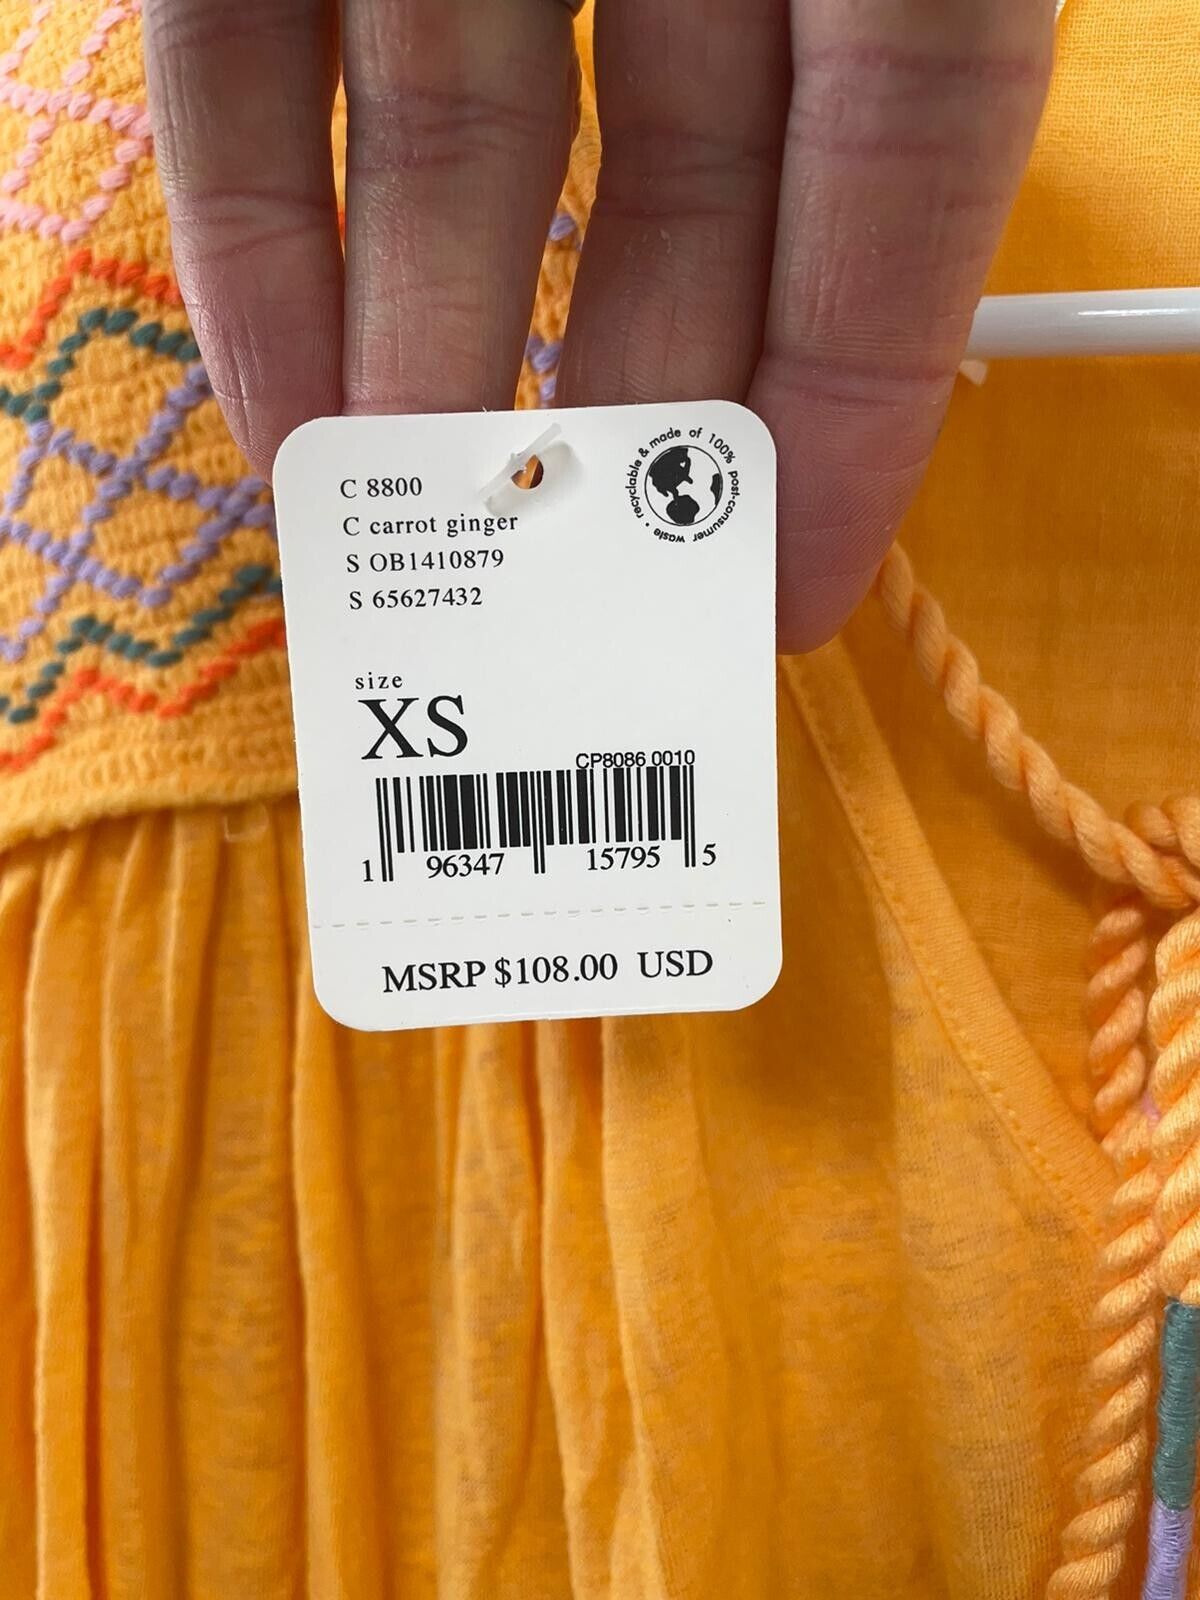 C 8800
C carrot ginger
S OB1410879
S 65627432
recyclable & made of 100% post-consumer waste •
size
XS
CP8086 0010
1 96347 15795 5
MSRP $108.00 USD